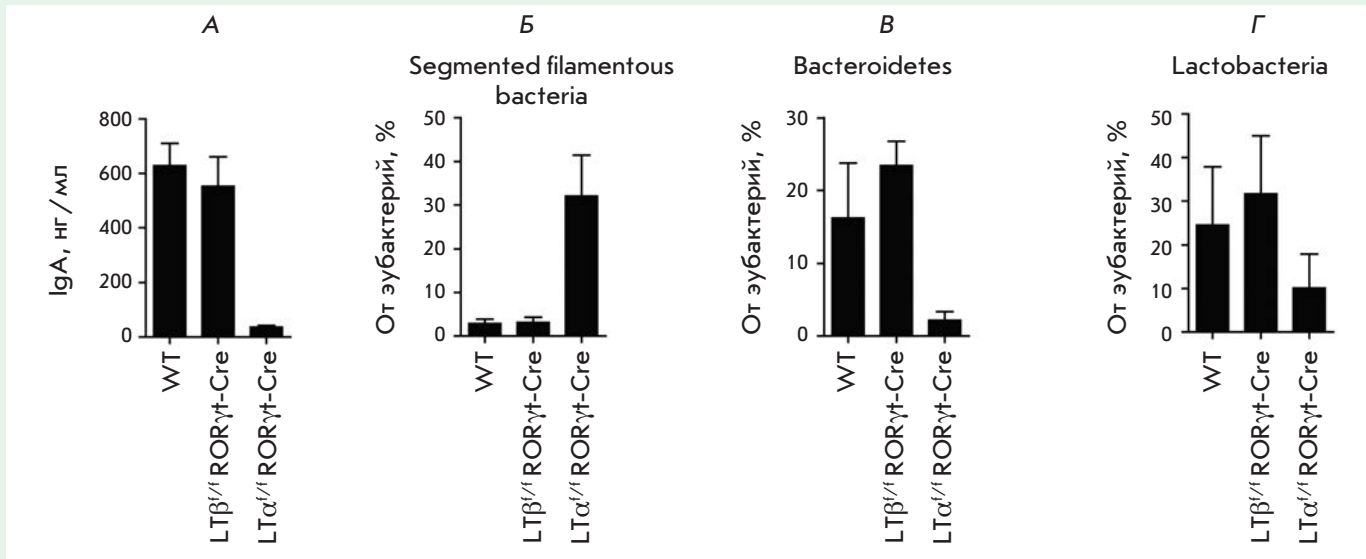 А
IgA, нг/мл
800
600
400
200
0
WT
LTβf/f RORγt-Cre
LTαf/f RORγt-Cre
Б
Segmented filamentous
bacteria
От эубактерий, %
50
40
30
20
10
0
WT
LTβf/f RORγt-Cre
LTαf/f RORγt-Cre
В
Bacteroidetes
От эубактерий, %
30
20
10
0
WT
LTβf/f RORγt-Cre
LTαf/f RORγt-Cre
Г
Lactobacteria
От эубактерий, %
50
40
30
20
10
0
WT
LTβf/f RORγt-Cre
LTαf/f RORγt-Cre